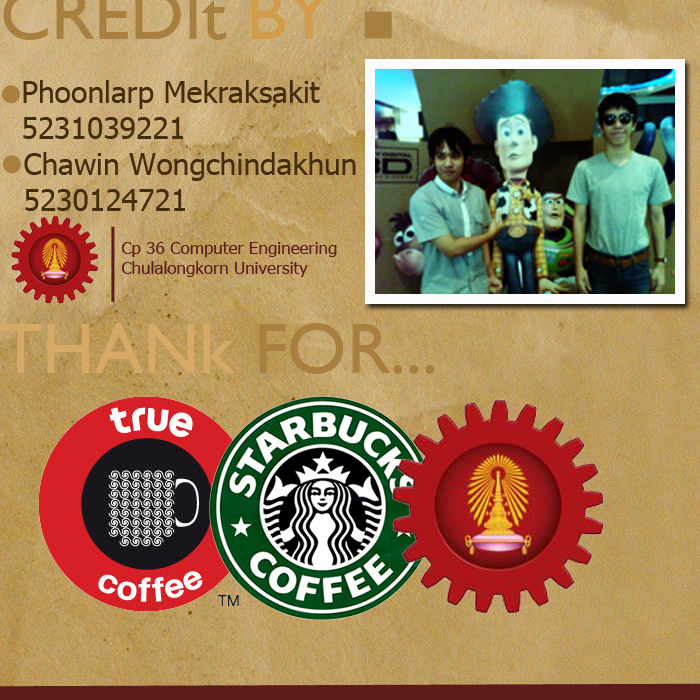 CREDIt BY
Phoonlarp Mekraksakit
5231039221
Chawin Wongchindakhun
5230124721
Cp 36 Computer Engineering
Chulalongkorn University
THANk FOR...
true
coffee
TM
STARBUCKS
COFFEE